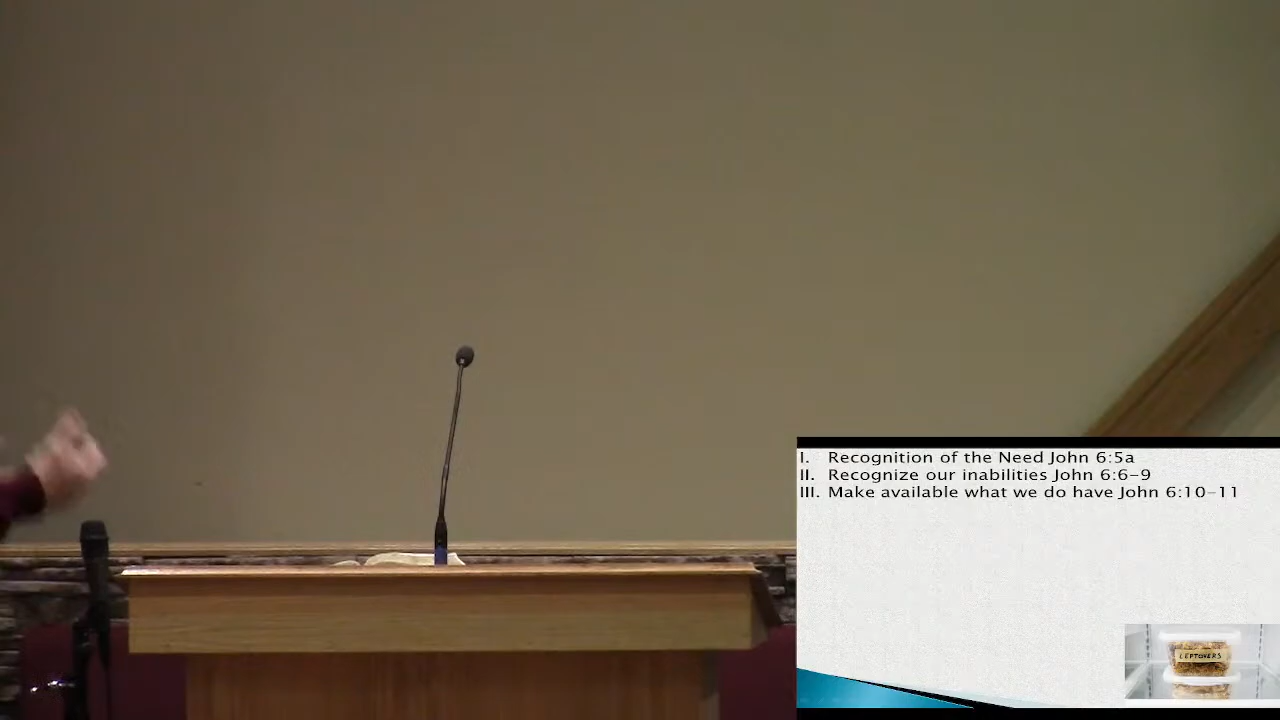 I. Recognition of the Need John 6:5a
II. Recognize our inabilities John 6:6-9
III. Make available what we do have John 6:10-11
LEFTOVERS